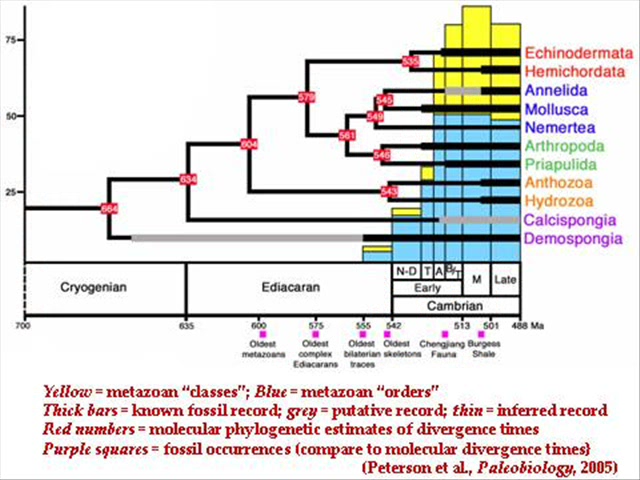 75
50
25
Echinodermata
Hemichordata
Annelida
Mollusca
Nemertea
Arthropoda
Priapulida
Anthozoa
Hydrozoa
Calcispongia
Demospongia
535
579
545
549
561
546
604
543
634
664
N-D T A B/T M Late
Early
Cryogenian Ediacaran Cambrian
700 635 600 575 555 542 513 501 488 Ma
Oldest metazoans
Oldest complex Ediacarans
Oldest bilaterian traces
Oldest skeletons
Chengjiang Fauna
Burgess Shale
Yellow = metazoan “classes”; Blue = metazoan “orders”
Thick bars = known fossil record; grey = putative record; thin = inferred record
Red numbers = molecular phylogenetic estimates of divergence times
Purple squares = fossil occurrences (compare to molecular divergence times)
(Peterson et al., Paleobiology, 2005)